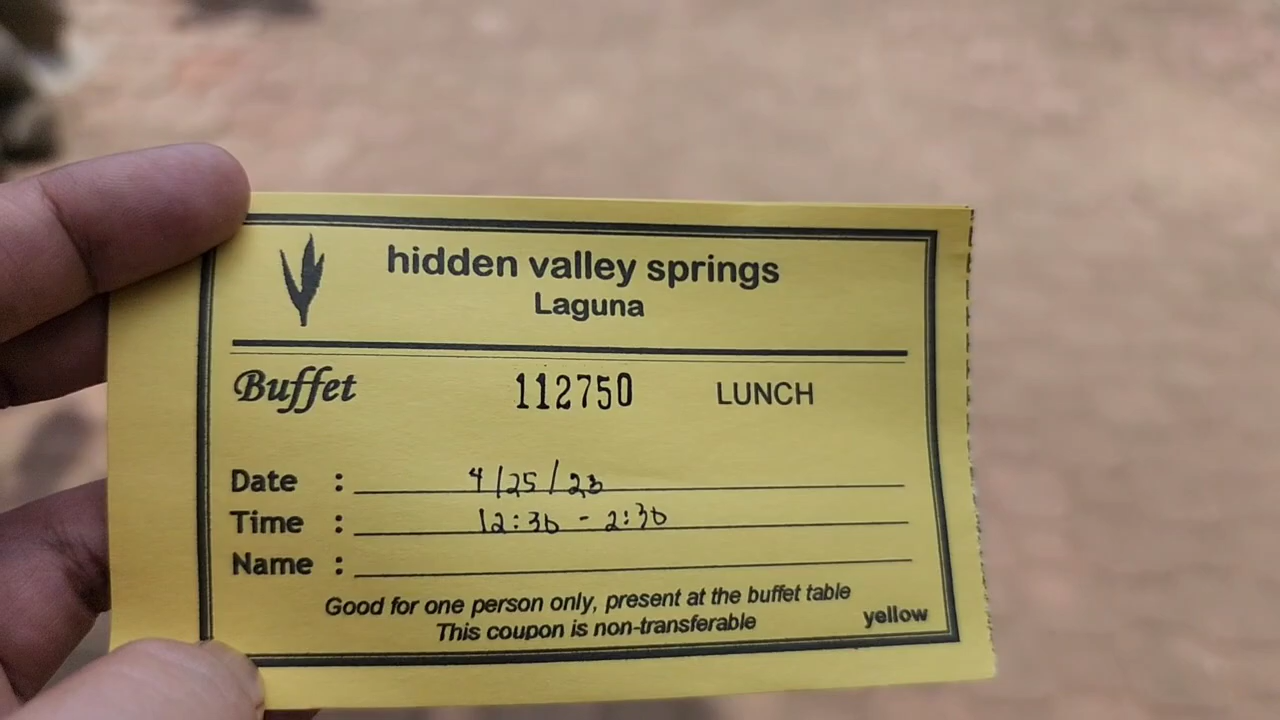 hidden valley springs
Laguna
Buffet 112750 LUNCH
Date : 4/25/23
Time : 12:30 - 2:30
Name :
Good for one person only, present at the buffet table
This coupon is non-transferable
yellow